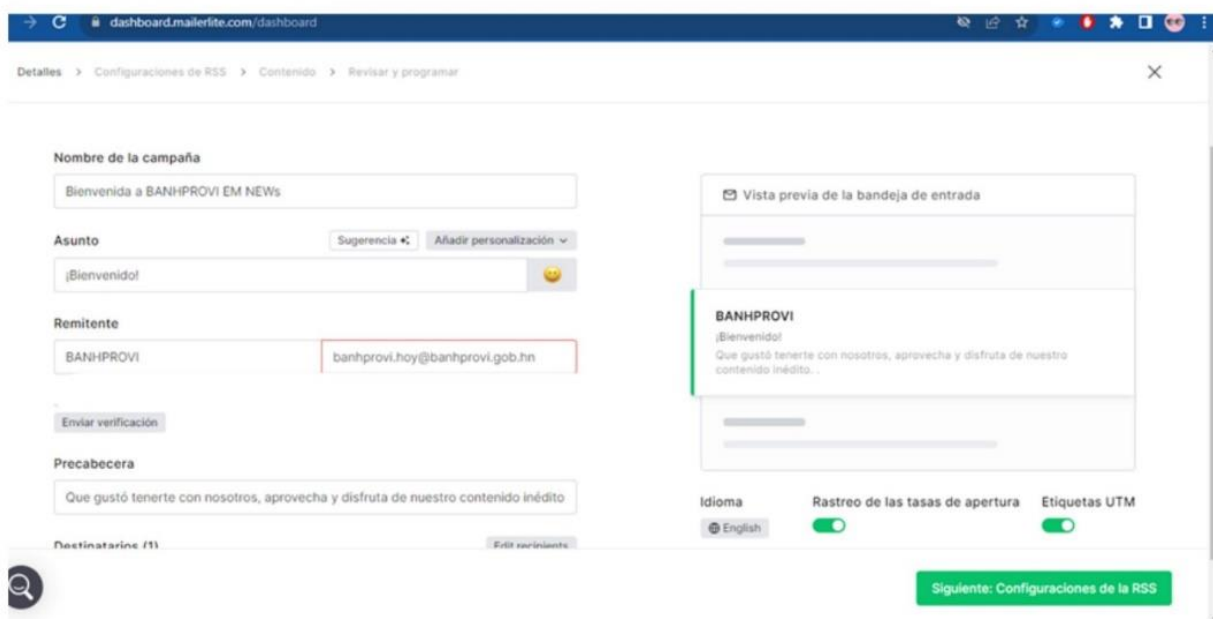 dashboard.mailerlite.com/dashboard
Detalles > Configuraciones de RSS > Contenido > Revisar y programar
Nombre de la campaña
Bienvenida a BANHPROVI EM NEWs
Asunto
Sugerencia
Añadir personalización
¡Bienvenido!
Remitente
BANHPROVI
banhprovi.hoy@banhprovi.gob.hn
Enviar verificación
Precabecera
Que gustó tenerte con nosotros, aprovecha y disfruta de nuestro contenido inédito
Destinatarios (1)
Edit recipients
Vista previa de la bandeja de entrada
BANHPROVI
¡Bienvenido!
Que gustó tenerte con nosotros, aprovecha y disfruta de nuestro
contenido inédito. .
Idioma
English
Rastreo de las tasas de apertura
Etiquetas UTM
Siguiente: Configuraciones de la RSS